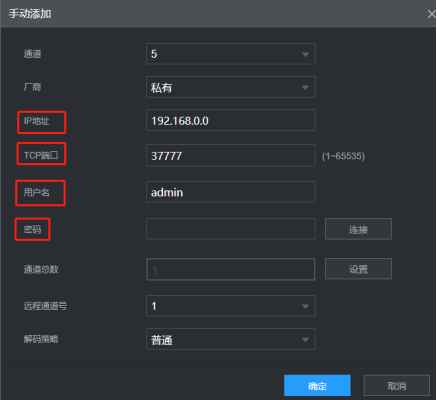 手动添加
通道 5
厂商 私有
IP地址 192.168.0.0
TCP端口 37777 (1~65535)
用户名 admin
密码 连接
通道总数 1 设置
远程通道号 1
解码策略 普通
确定 取消